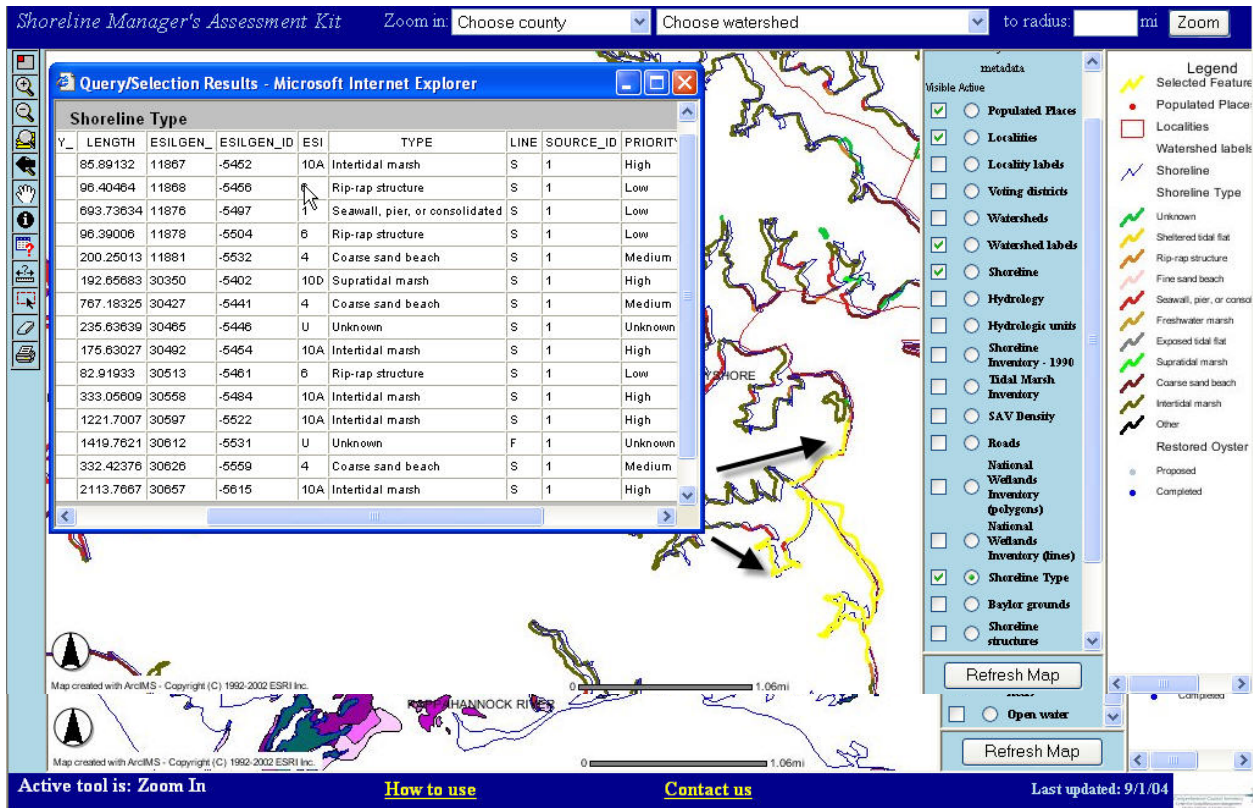 Shoreline Manager's Assessment Kit Zoom in: Choose county Choose watershed to radius: mi Zoom
Query/Selection Results - Microsoft Internet Explorer
Shoreline Type
Y_ LENGTH ESILGEN_ ESILGEN_ID ESI TYPE LINE SOURCE_ID PRIORITY
85.89132 11867 -5452 10A Intertidal marsh S 1 High
96.40464 11868 -5456 Rip-rap structure S 1 Low
693.73634 11876 -5497 1 Seawall, pier, or consolidated S 1 Low
96.39006 11878 -5504 6 Rip-rap structure S 1 Low
200.25013 11881 -5532 4 Coarse sand beach S 1 Medium
192.65683 30350 -5402 10D Supratidal marsh S 1 High
767.18325 30427 -5441 4 Coarse sand beach S 1 Medium
235.63639 30465 -5446 U Unknown S 1 Unknown
175.63027 30492 -5454 10A Intertidal marsh S 1 High
82.91933 30513 -5461 6 Rip-rap structure S 1 Low
333.05609 30558 -5484 10A Intertidal marsh S 1 High
1221.7007 30597 -5522 10A Intertidal marsh S 1 High
1419.7621 30612 -5531 U Unknown F 1 Unknown
332.42376 30626 -5559 4 Coarse sand beach S 1 Medium
2113.7667 30657 -5615 10A Intertidal marsh S 1 High
YSHORE
Map created with ArcIMS - Copyright (C) 1992-2002 ESRI Inc.
0 1.06mi
RAPPAHANNOCK RIVER
Map created with ArcIMS - Copyright (C) 1992-2002 ESRI Inc.
0 1.06mi
metadata
Visible Active
Populated Places
Localities
Locality labels
Voting districts
Watersheds
Watershed labels
Shoreline
Hydrology
Hydrologic units
Shoreline
Inventory - 1990
Tidal Marsh
Inventory
SAV Density
Roads
National
Wetlands
Inventory
(polygons)
National
Wetlands
Inventory (lines)
Shoreline Type
Baylor grounds
Shoreline
structures
Refresh Map
Open water
Refresh Map
Legend
Selected Feature
Populated Place
Localities
Watershed labels
Shoreline
Shoreline Type
Unknown
Sheltered tidal flat
Rip-rap structure
Fine sand beach
Seawall, pier, or consol
Freshwater marsh
Exposed tidal flat
Supratidal marsh
Coarse sand beach
Intertidal marsh
Other
Restored Oyster
Proposed
Completed
Completed
Active tool is: Zoom In How to use Contact us Last updated: 9/1/04